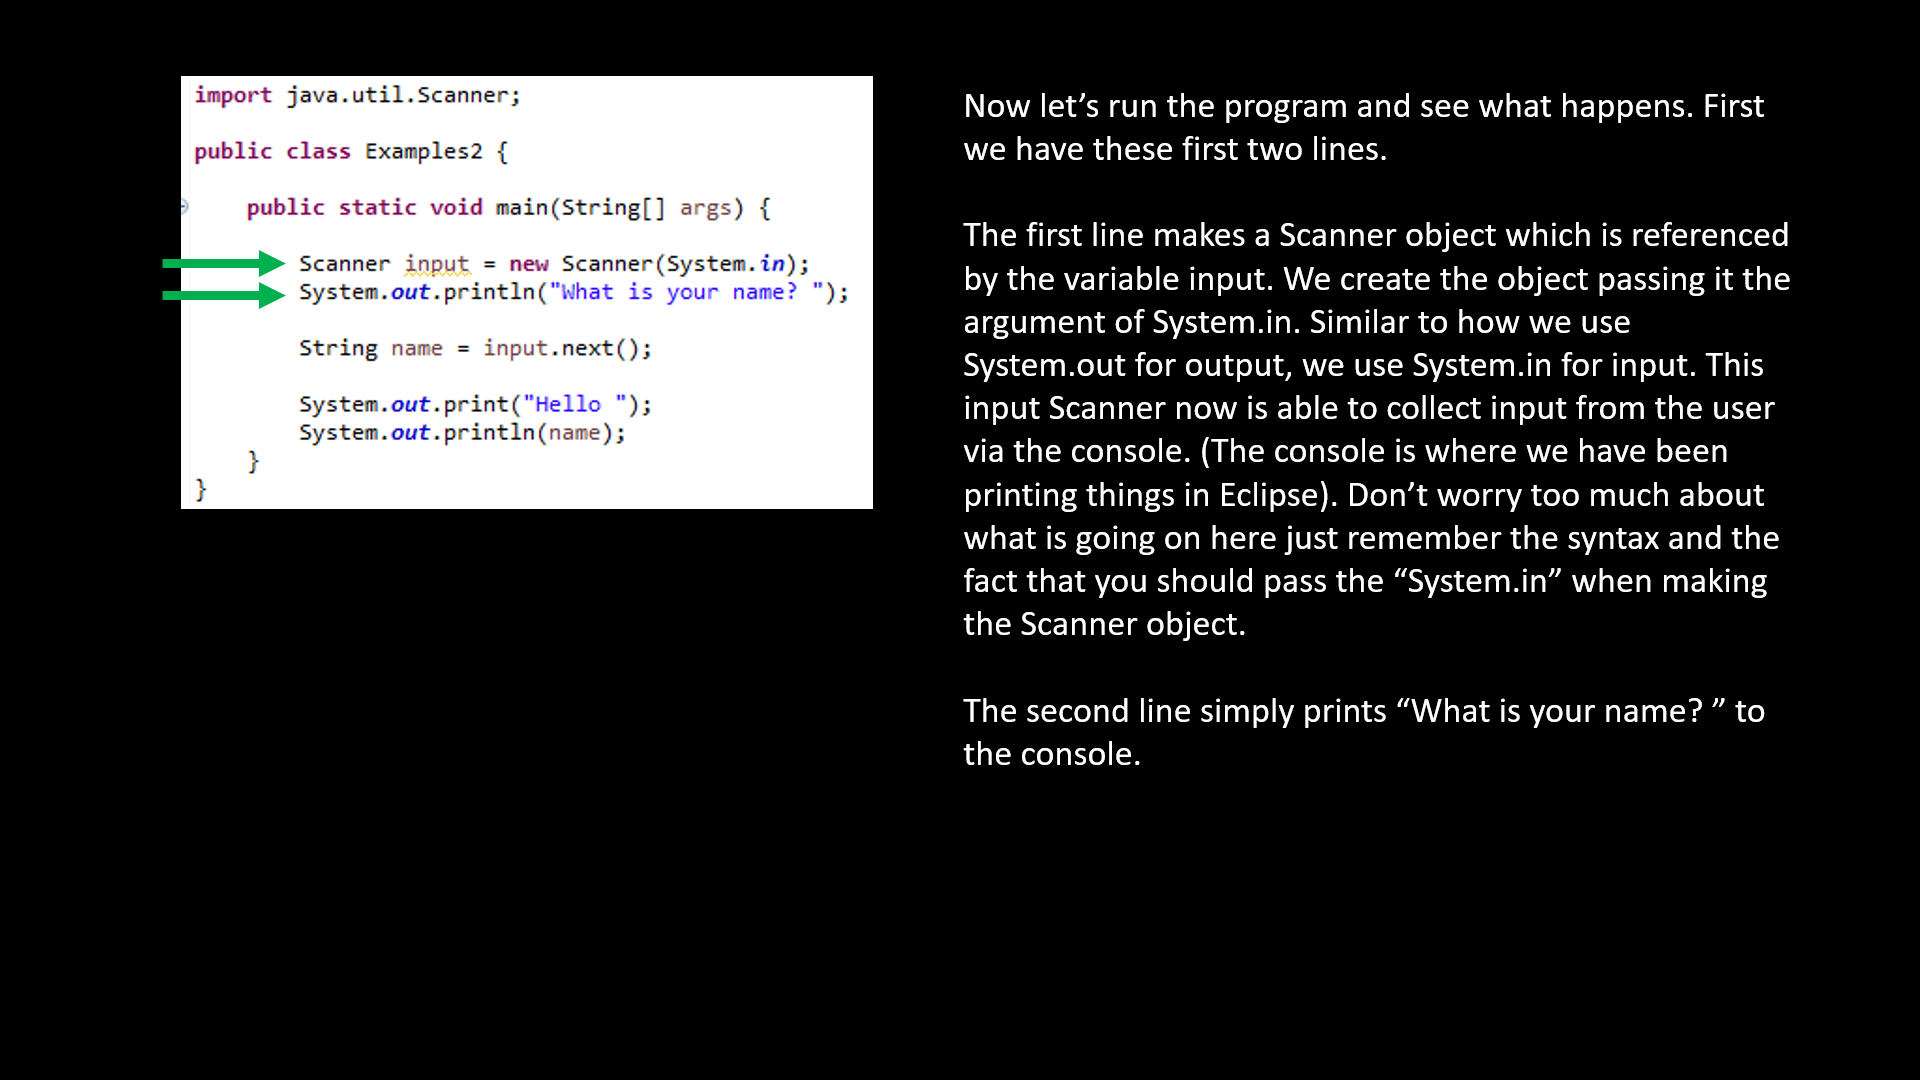 import java.util.Scanner;
public class Examples2 {
public static void main(String[] args) {
Scanner input = new Scanner(System.in);
System.out.println("What is your name? ");
String name = input.next();
System.out.print("Hello ");
System.out.println(name);
}
}
Now let’s run the program and see what happens. First
we have these first two lines.
The first line makes a Scanner object which is referenced
by the variable input. We create the object passing it the
argument of System.in. Similar to how we use
System.out for output, we use System.in for input. This
input Scanner now is able to collect input from the user
via the console. (The console is where we have been
printing things in Eclipse). Don’t worry too much about
what is going on here just remember the syntax and the
fact that you should pass the “System.in” when making
the Scanner object.
The second line simply prints “What is your name? ” to
the console.